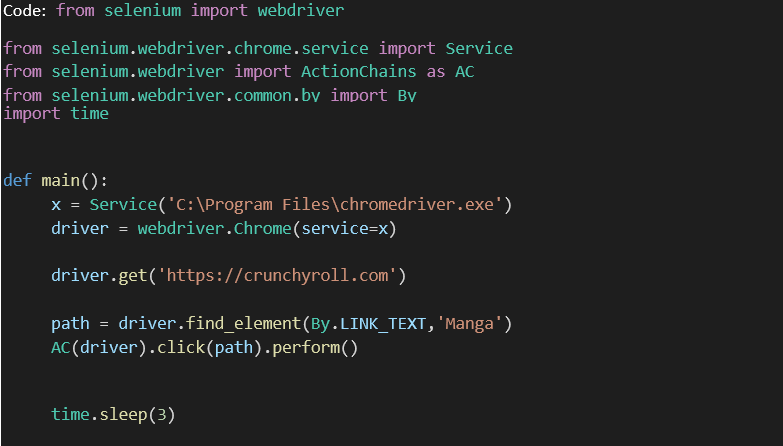 Code: from selenium import webdriver
from selenium.webdriver.chrome.service import Service
from selenium.webdriver import ActionChains as AC
from selenium.webdriver.common.by import By
import time
def main():
x = Service('C:\Program Files\chromedriver.exe')
driver = webdriver.Chrome(service=x)
driver.get('https://crunchyroll.com')
path = driver.find_element(By.LINK_TEXT,'Manga')
AC(driver).click(path).perform()
time.sleep(3)